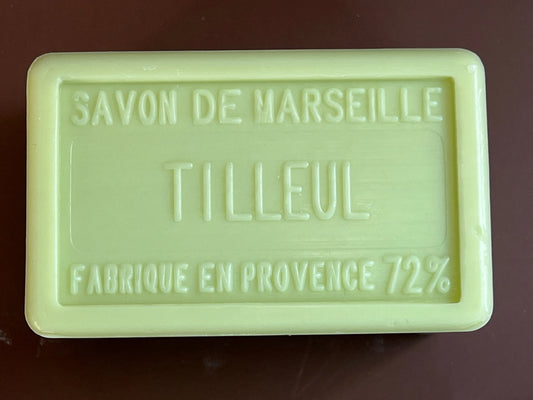 SAVON DE MARSEILLE
TILLEUL
FABRIQUE EN PROVENCE 72%